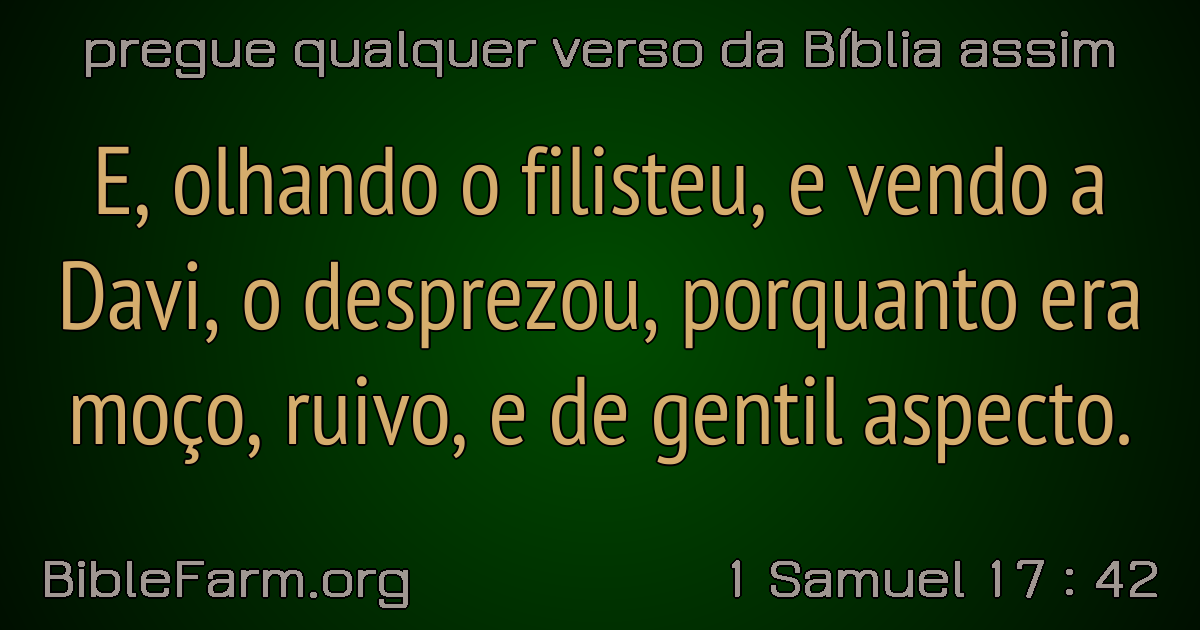 pregue qualquer verso da Bíblia assim
E, olhando o filisteu, e vendo a
Davi, o desprezou, porquanto era
moço, ruivo, e de gentil aspecto.
BibleFarm.org
1 Samuel 17 : 42